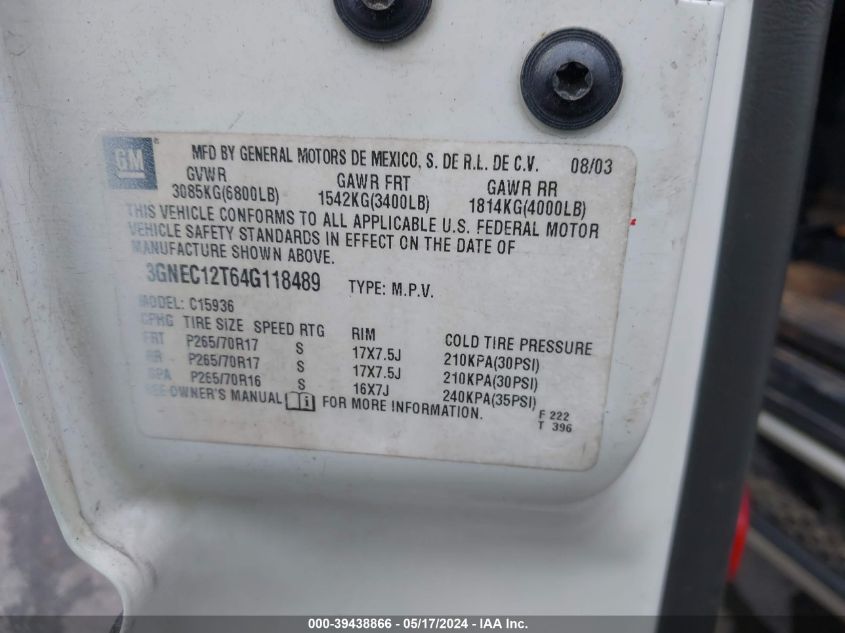 GM
MFD BY GENERAL MOTORS DE MEXICO, S. DE R.L. DE C.V. 08/03
GVWR GAWR FRT GAWR RR
3085KG(6800LB) 1542KG(3400LB) 1814KG(4000LB)
THIS VEHICLE CONFORMS TO ALL APPLICABLE U.S. FEDERAL MOTOR
VEHICLE SAFETY STANDARDS IN EFFECT ON THE DATE OF
MANUFACTURE SHOWN ABOVE.
3GNEC12T64G118489 TYPE: M.P.V.
MODEL: C15936
CPHG TIRE SIZE SPEED RTG RIM COLD TIRE PRESSURE
FRT P265/70R17 S 17X7.5J 210KPA(30PSI)
RR P265/70R17 S 17X7.5J 210KPA(30PSI)
SPA P265/70R16 S 16X7J 240KPA(35PSI)
SEE OWNER'S MANUAL i FOR MORE INFORMATION.
F 222
T 396
000-39438866 - 05/17/2024 - IAA Inc.